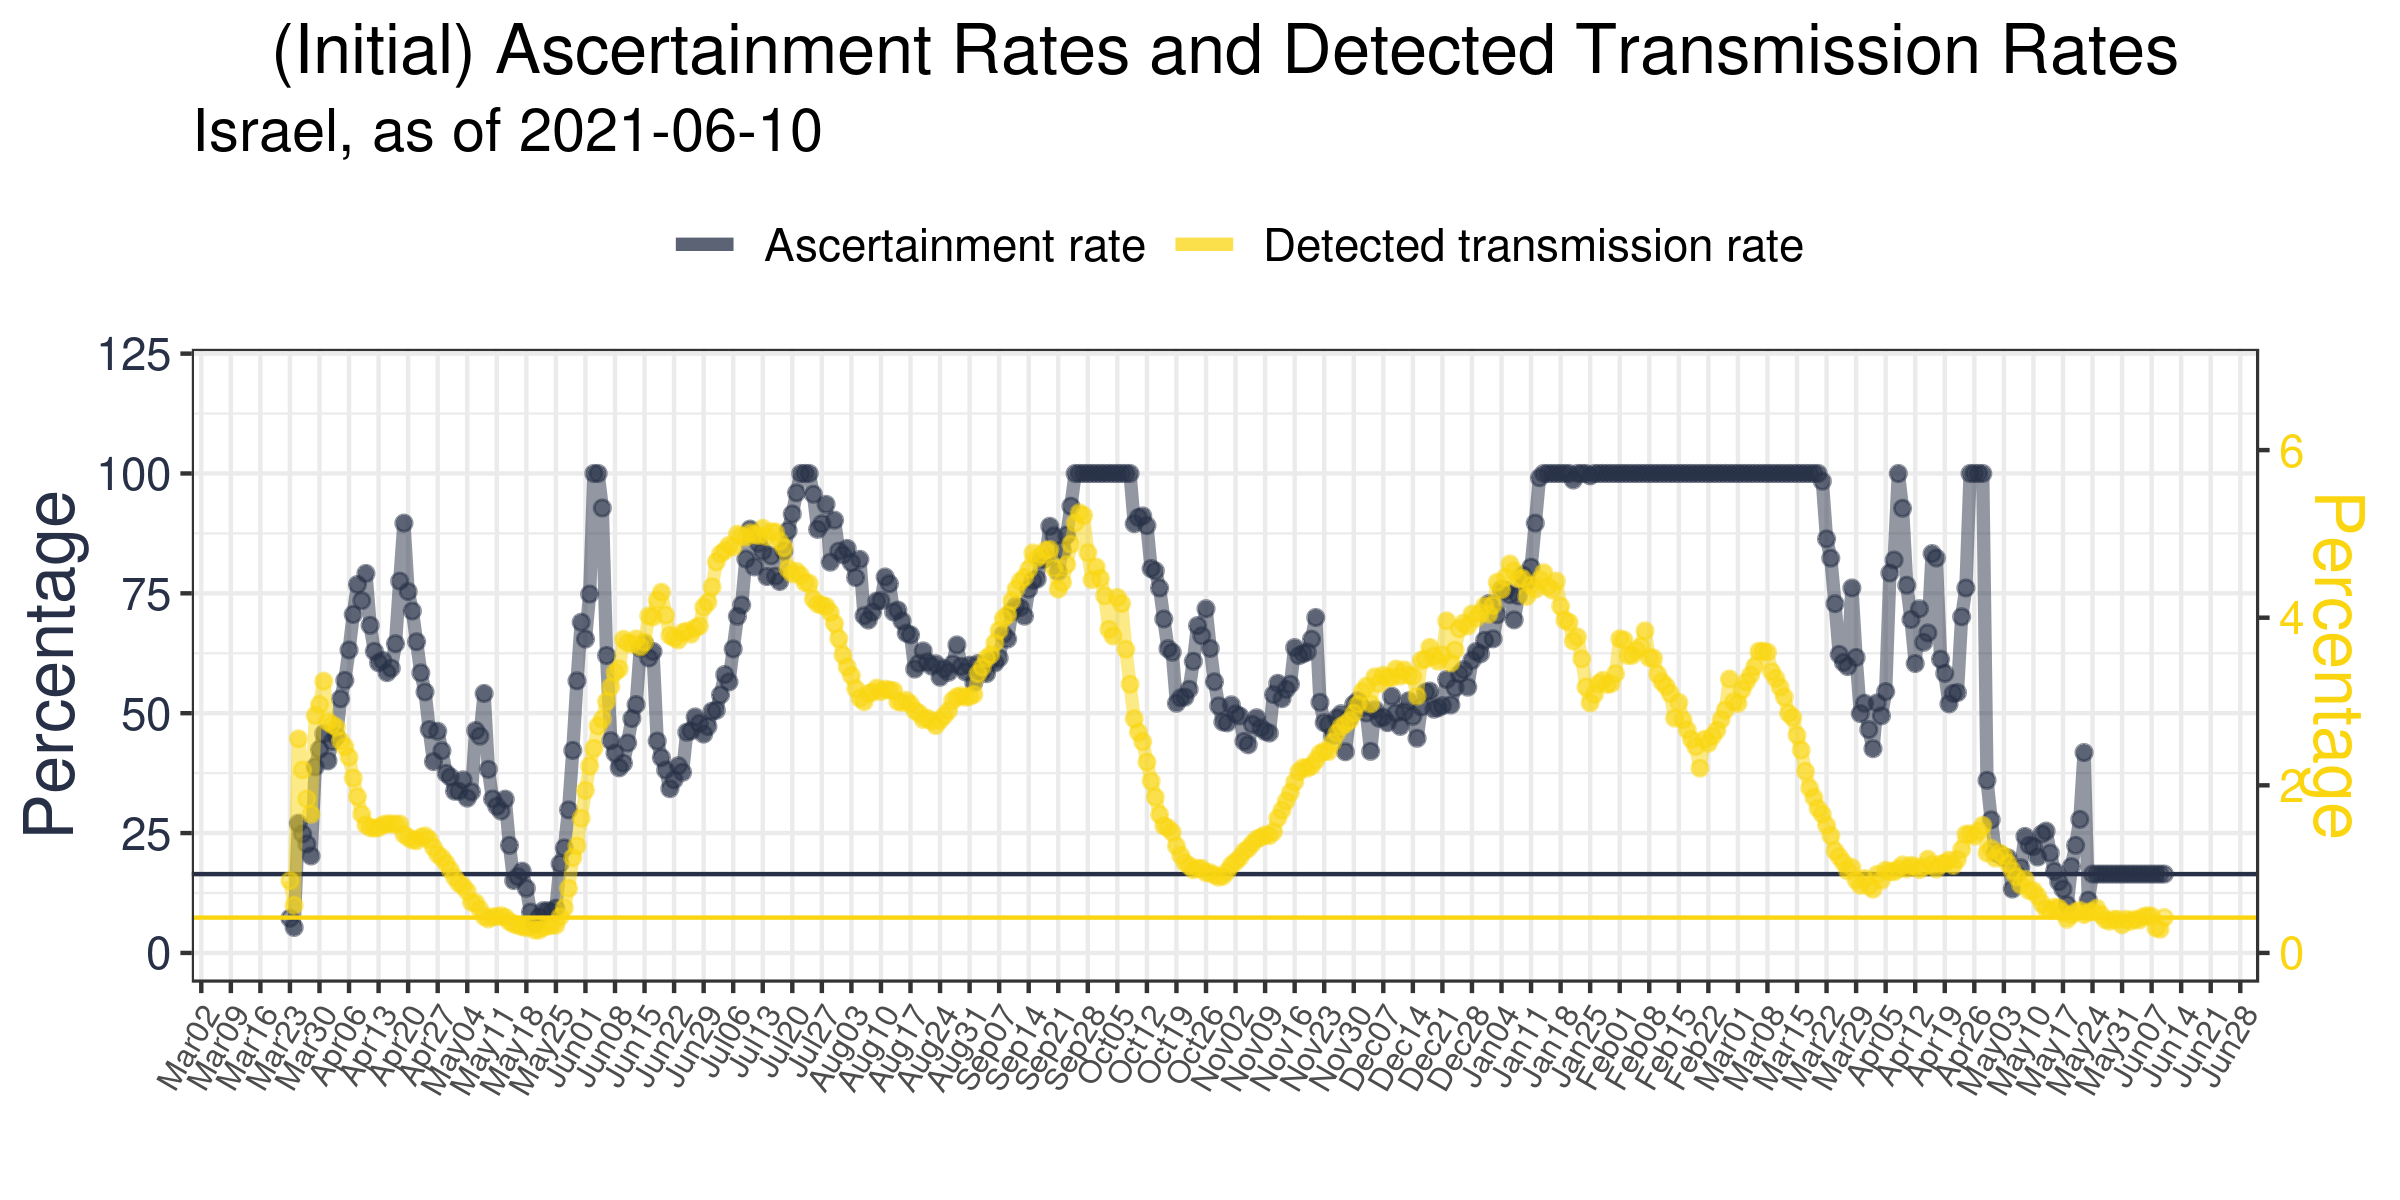 (Initial) Ascertainment Rates and Detected Transmission Rates
Israel, as of 2021-06-10
Ascertainment rate Detected transmission rate
125
100
75
50
25
0
Percentage
6
4
2
0
Percentage
Mar02 Mar09 Mar16 Mar23 Mar30 Apr06 Apr13 Apr20 Apr27 May04 May11 May18 May25 Jun01 Jun08 Jun15 Jun22 Jun29 Jul06 Jul13 Jul20 Jul27 Aug03 Aug10 Aug17 Aug24 Aug31 Sep07 Sep14 Sep21 Sep28 Oct05 Oct12 Oct19 Oct26 Nov02 Nov09 Nov16 Nov23 Nov30 Dec07 Dec14 Dec21 Dec28 Jan04 Jan11 Jan18 Jan25 Feb01 Feb08 Feb15 Feb22 Mar01 Mar08 Mar15 Mar22 Mar29 Apr05 Apr12 Apr19 Apr26 May03 May10 May17 May24 May31 Jun07 Jun14 Jun21 Jun28